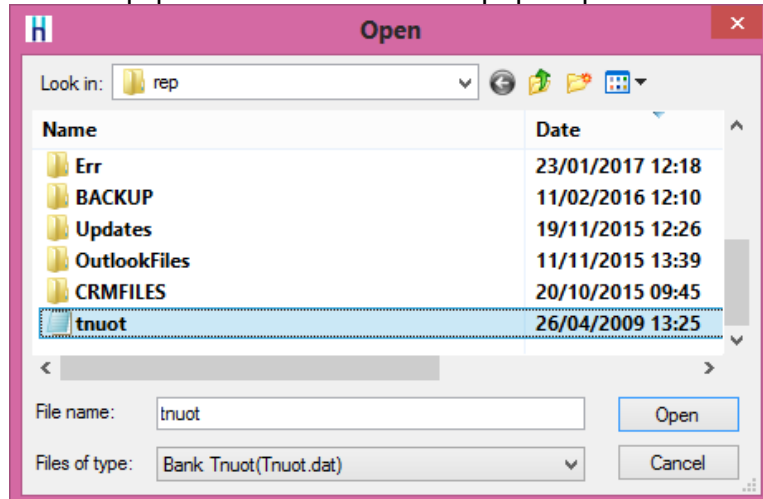 H Open
Look in: rep
Name Date
Err 23/01/2017 12:18
BACKUP 11/02/2016 12:10
Updates 19/11/2015 12:26
OutlookFiles 11/11/2015 13:39
CRMFILES 20/10/2015 09:45
tnuot 26/04/2009 13:25
File name: tnuot Open
Files of type: Bank Tnuot(Tnuot.dat) Cancel